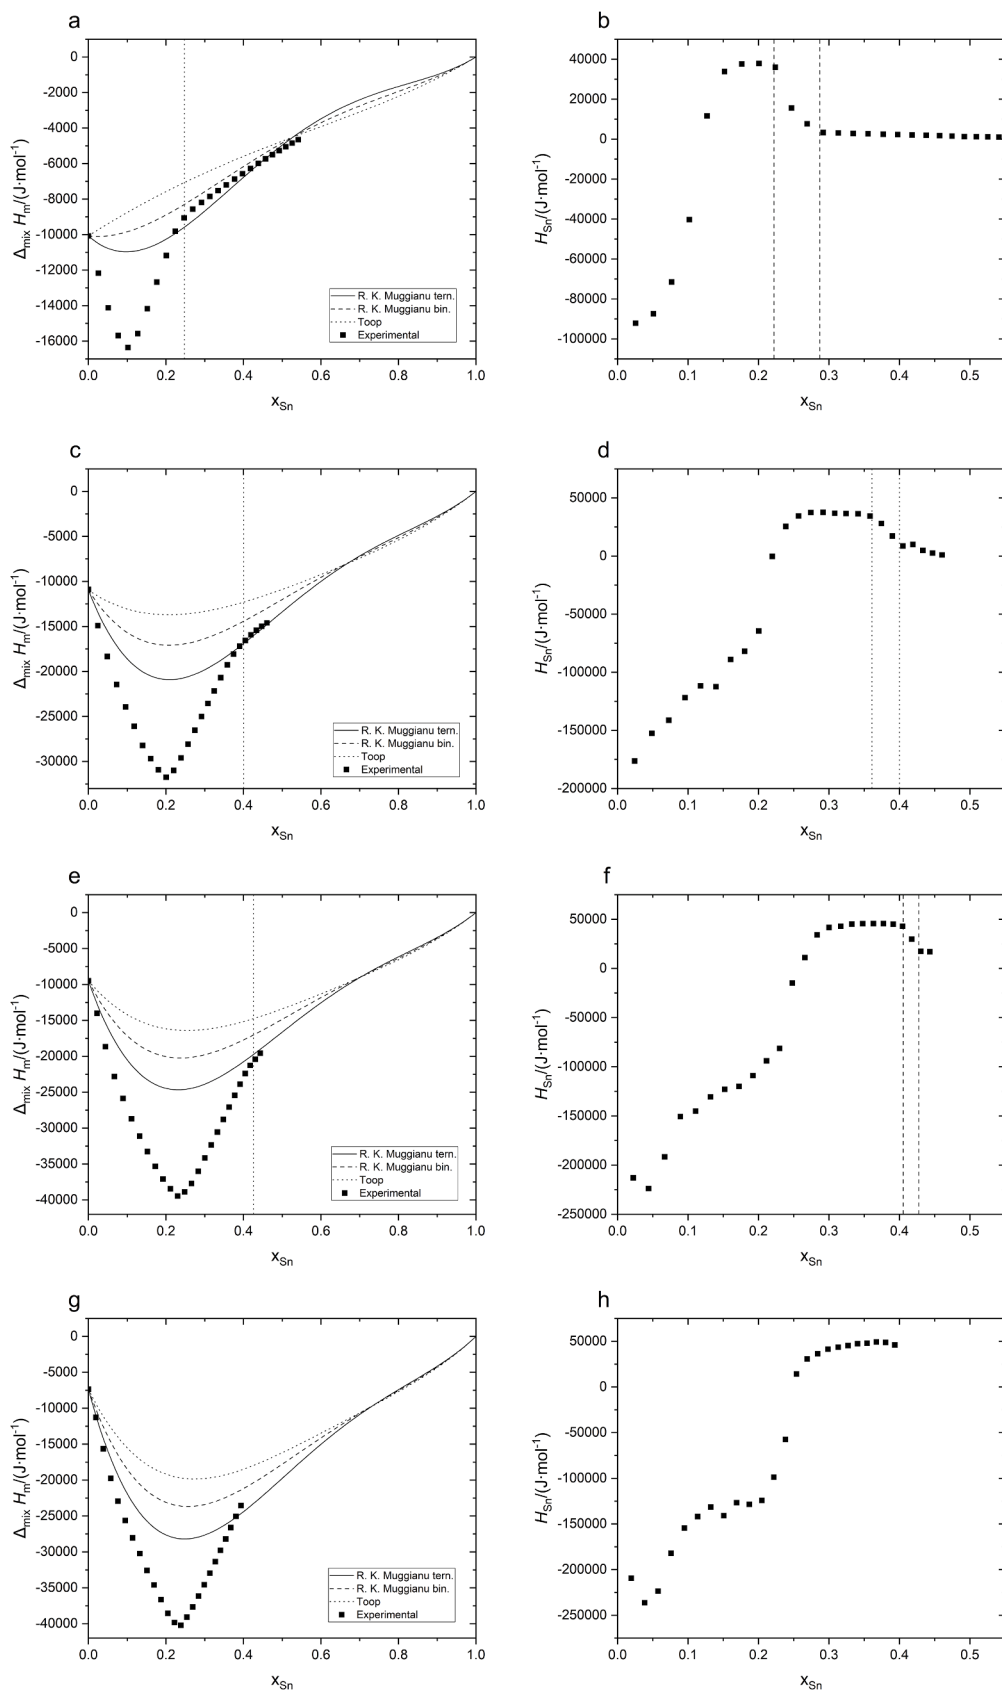 a
0
-2000
-4000
-6000
-8000
-10000
-12000
-14000
-16000
Δmix Hm/(J·mol-1)
R. K. Muggianu tern.
R. K. Muggianu bin.
Toop
Experimental
0.0 0.2 0.4 0.6 0.8 1.0
xSn
b
40000
20000
0
-20000
-40000
-60000
-80000
-100000
HSn/(J·mol-1)
0.0 0.1 0.2 0.3 0.4 0.5
xSn
c
0
-5000
-10000
-15000
-20000
-25000
-30000
Δmix Hm/(J·mol-1)
R. K. Muggianu tern.
R. K. Muggianu bin.
Toop
Experimental
0.0 0.2 0.4 0.6 0.8 1.0
xSn
d
50000
0
-50000
-100000
-150000
-200000
HSn/(J·mol-1)
0.0 0.1 0.2 0.3 0.4 0.5
xSn
e
0
-5000
-10000
-15000
-20000
-25000
-30000
-35000
-40000
Δmix Hm/(J·mol-1)
R. K. Muggianu tern.
R. K. Muggianu bin.
Toop
Experimental
0.0 0.2 0.4 0.6 0.8 1.0
xSn
f
50000
0
-50000
-100000
-150000
-200000
-250000
HSn/(J·mol-1)
0.0 0.1 0.2 0.3 0.4 0.5
xSn
g
0
-5000
-10000
-15000
-20000
-25000
-30000
-35000
-40000
Δmix Hm/(J·mol-1)
R. K. Muggianu tern.
R. K. Muggianu bin.
Toop
Experimental
0.0 0.2 0.4 0.6 0.8 1.0
xSn
h
50000
0
-50000
-100000
-150000
-200000
-250000
HSn/(J·mol-1)
0.0 0.1 0.2 0.3 0.4 0.5
xSn